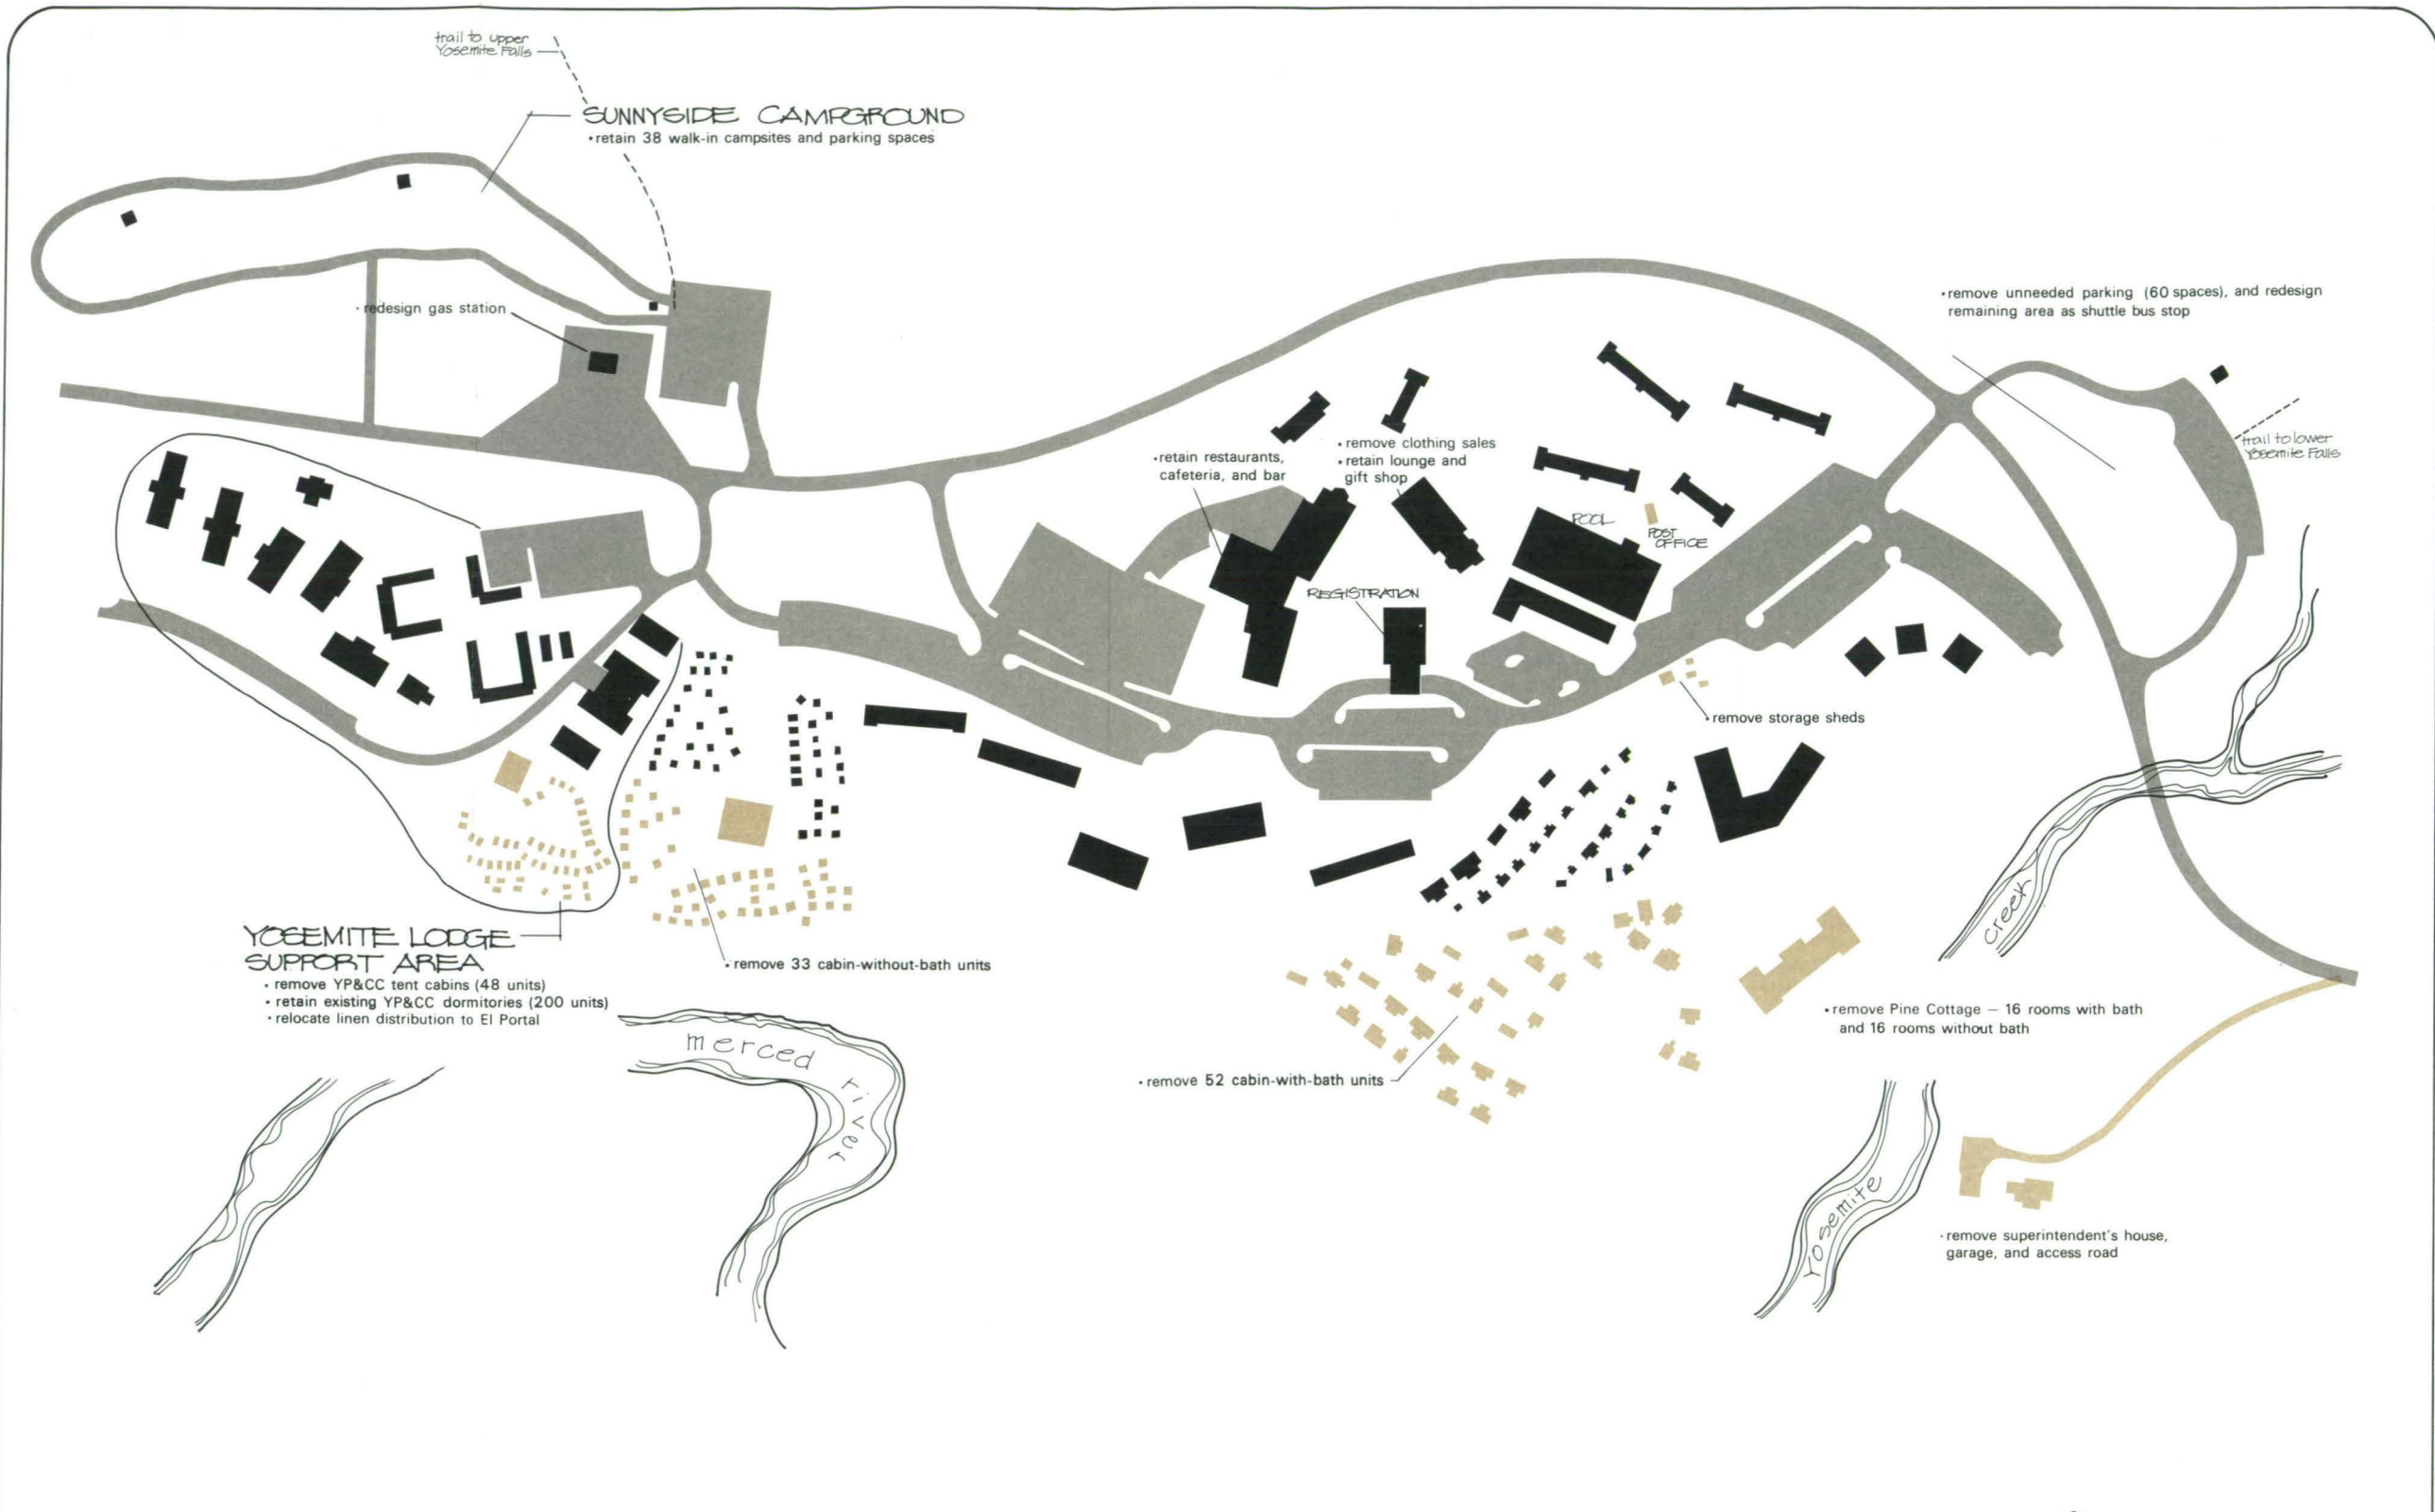 trail to upper
Yosemite Falls
SUNNYSIDE CAMPGROUND
•retain 38 walk-in campsites and parking spaces
•redesign gas station
•remove unneeded parking (60 spaces), and redesign
remaining area as shuttle bus stop
trail to lower
Yosemite Falls
•retain restaurants,
cafeteria, and bar
•remove clothing sales
•retain lounge and
gift shop
POOL
POST
OFFICE
REGISTRATION
•remove storage sheds
YOSEMITE LODGE
SUPPORT AREA
•remove YP&CC tent cabins (48 units)
•retain existing YP&CC dormitories (200 units)
•relocate linen distribution to El Portal
•remove 33 cabin-without-bath units
merced river
•remove 52 cabin-with-bath units
•remove Pine Cottage — 16 rooms with bath
and 16 rooms without bath
creek
Yosemite
•remove superintendent's house,
garage, and access road